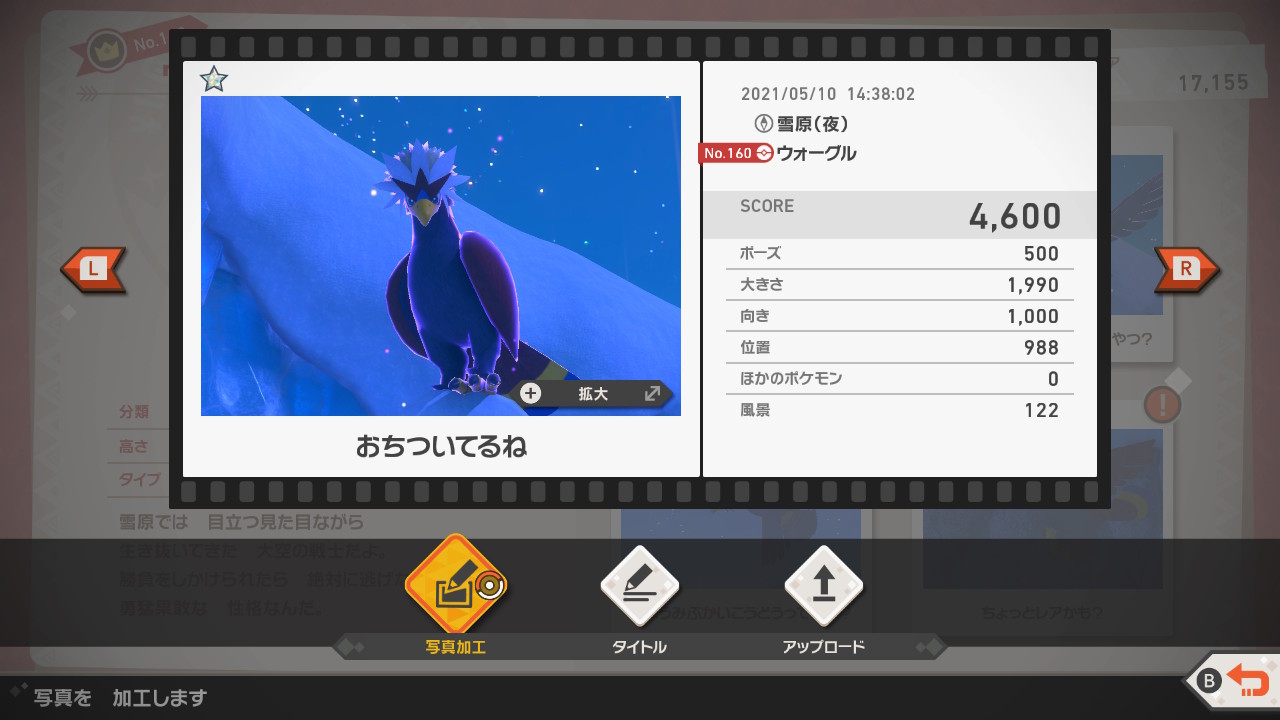 No.1
17,155
2021/05/10 14:38:02
雪原（夜）
No.160 ウォーグル
SCORE 4,600
ポーズ 500
大きさ 1,990
向き 1,000
位置 988
ほかのポケモン 0
風景 122
拡大
おちついてるね
L
R
やつ？
分類
高さ
タイプ
雪原では 目立つ見た目ながら
生き抜いてきた 大空の戦士だよ。
勝負をしかけられたら 絶対に逃げ
性格なんだ。
ちょっとレアかも？
写真加工
タイトル
アップロード
写真を 加工します
B